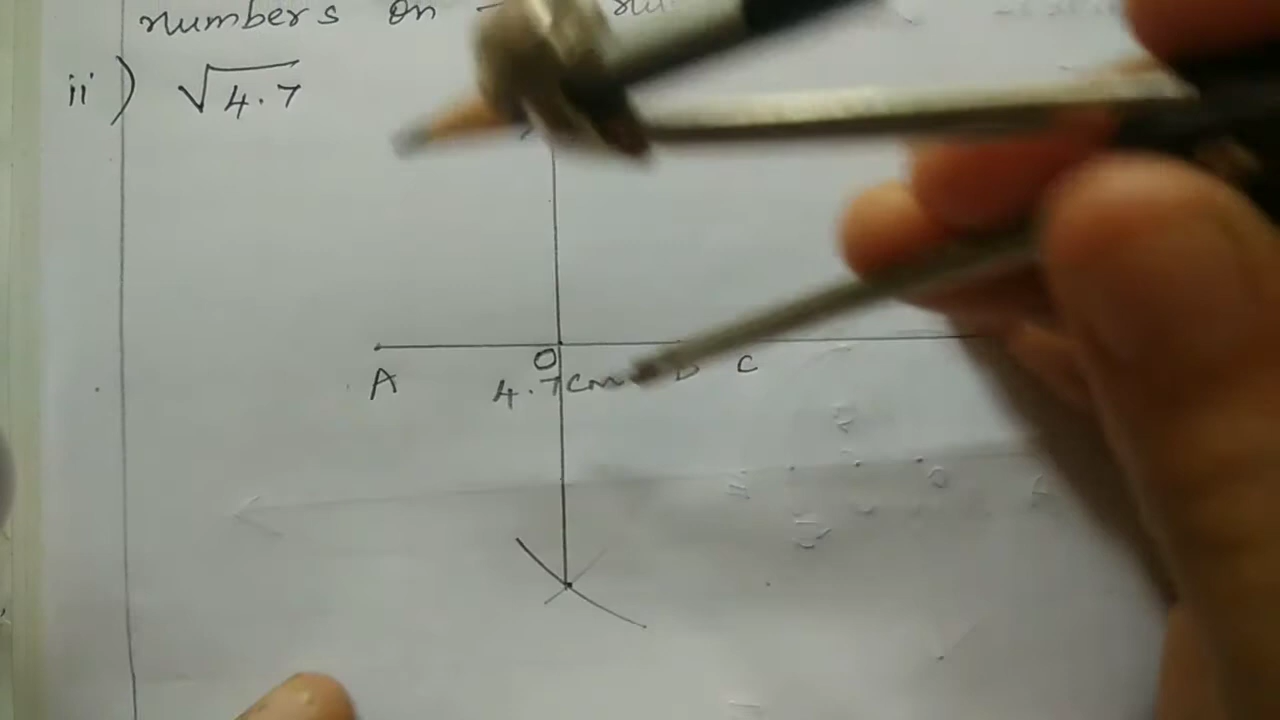 numbers on
ii) √4.7
O
A 4.7cm B C